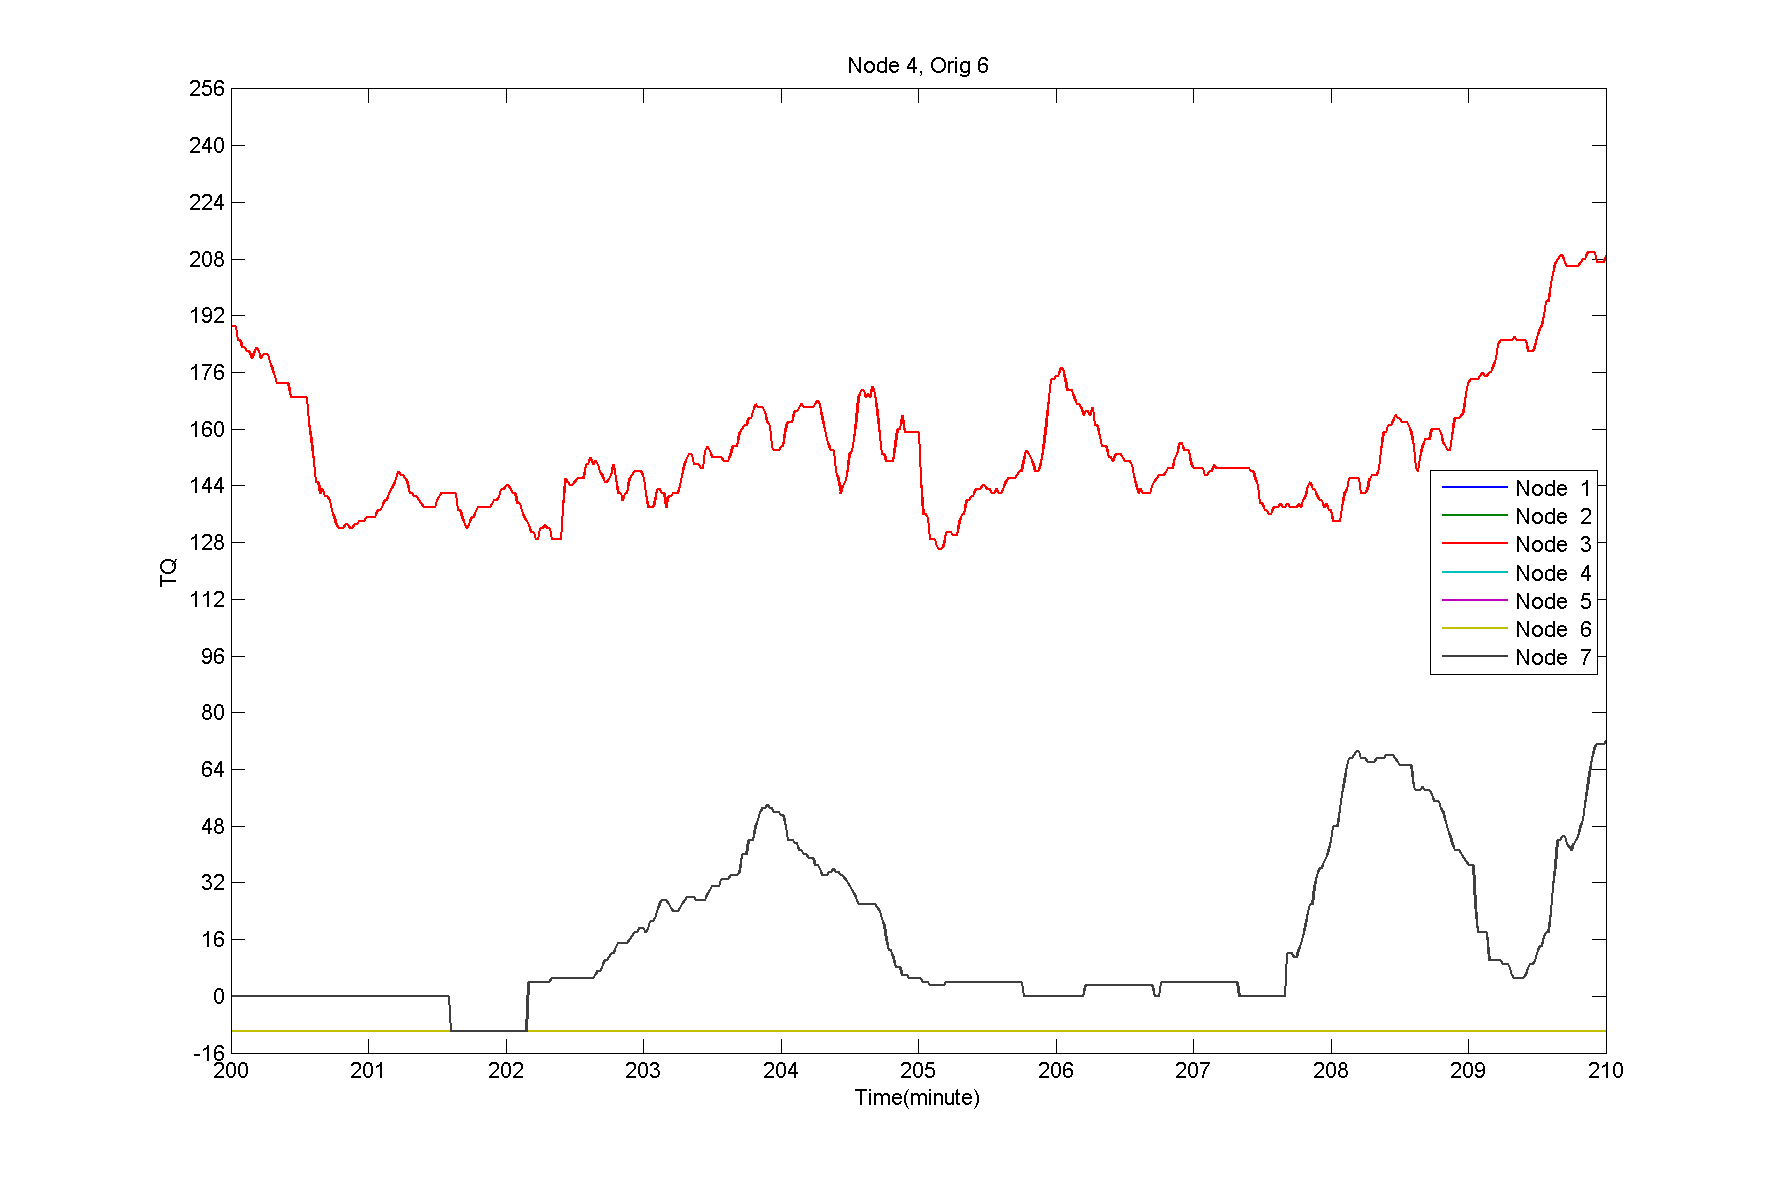 Node 4, Orig 6
256
240
224
208
192
176
160
144
128
112
96
80
64
48
32
16
0
-16
TQ
Node 1
Node 2
Node 3
Node 4
Node 5
Node 6
Node 7
200 201 202 203 204 205 206 207 208 209 210
Time(minute)